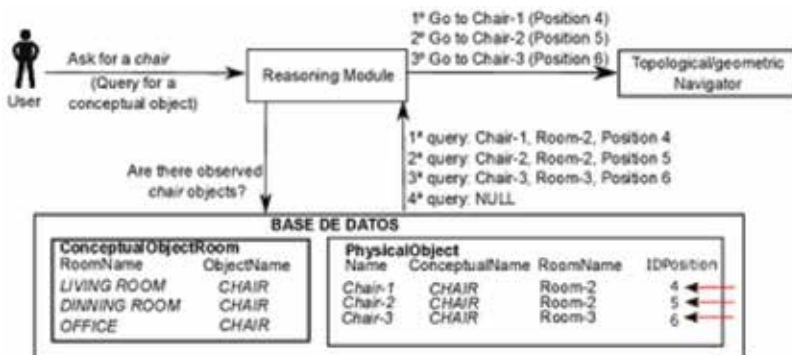 1ª Go to Chair-1 (Position 4)
2ª Go to Chair-2 (Position 5)
3ª Go to Chair-3 (Position 6)
Ask for a chair
(Query for a
conceptual object)
User
Reasoning Module
Topological/geometric
Navigator
Are there observed
chair objects?
1ª query: Chair-1, Room-2, Position 4
2ª query: Chair-2, Room-2, Position 5
3ª query: Chair-3, Room-3, Position 6
4ª query: NULL
BASE DE DATOS
ConceptualObjectRoom
RoomName ObjectName
LIVING ROOM CHAIR
DINNING ROOM CHAIR
OFFICE CHAIR
PhysicalObject
Name ConceptualName RoomName IDPosition
Chair-1 CHAIR Room-2 4
Chair-2 CHAIR Room-2 5
Chair-3 CHAIR Room-3 6